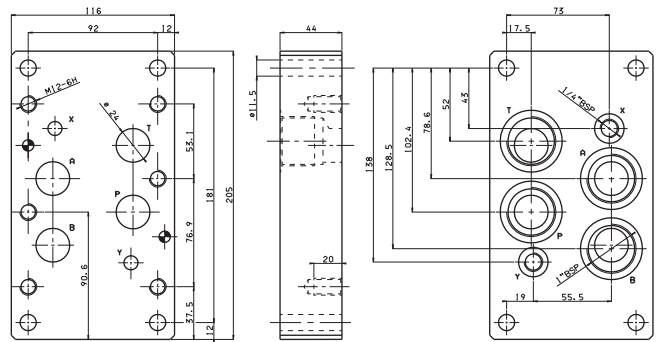 116
92
12
M12-6H
X
ø 24
T
A
P
B
Y
90.6
53.1
76.9
37.5
12
181
205
44
ø11.5
20
73
17.5
1/4"BSP
T
X
A
P
Y
B
1"BSP
138
128.5
102.4
78.6
52
43
19
55.5